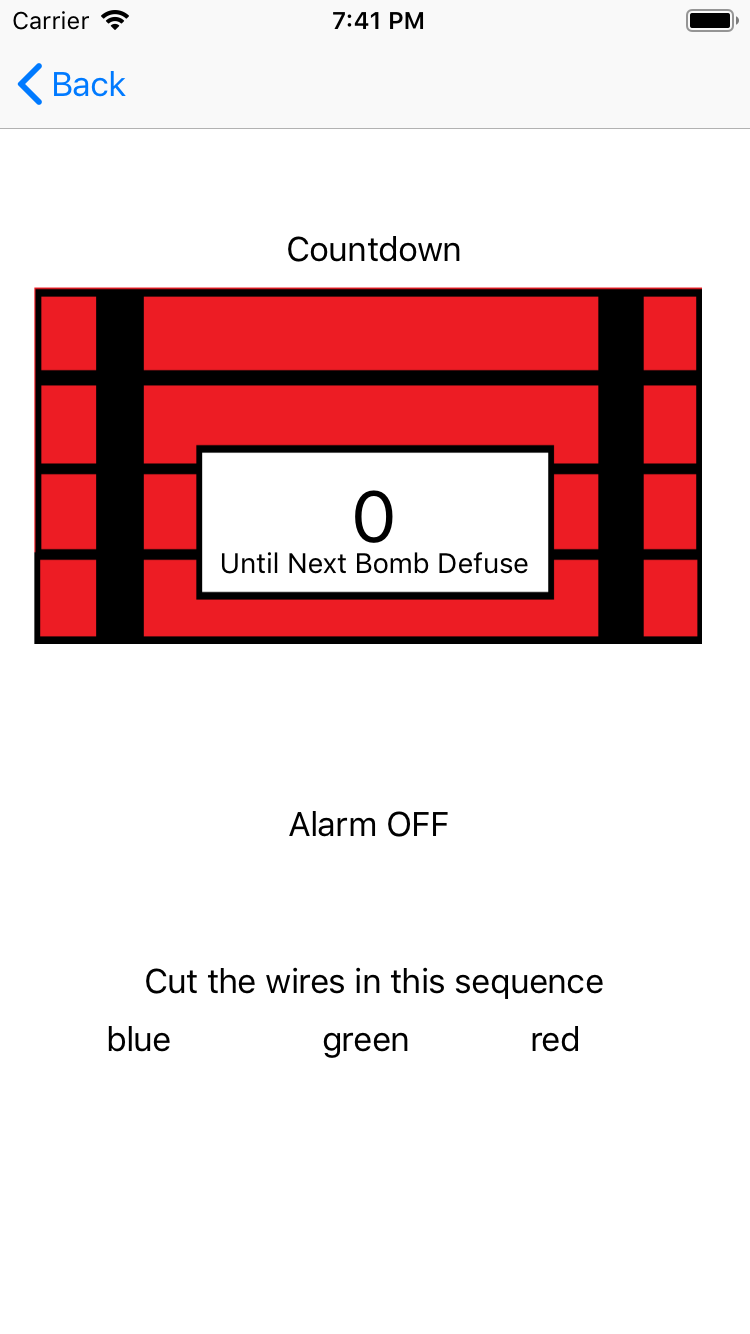 Carrier 7:41 PM
Back
Countdown
0
Until Next Bomb Defuse
Alarm OFF
Cut the wires in this sequence
blue green red